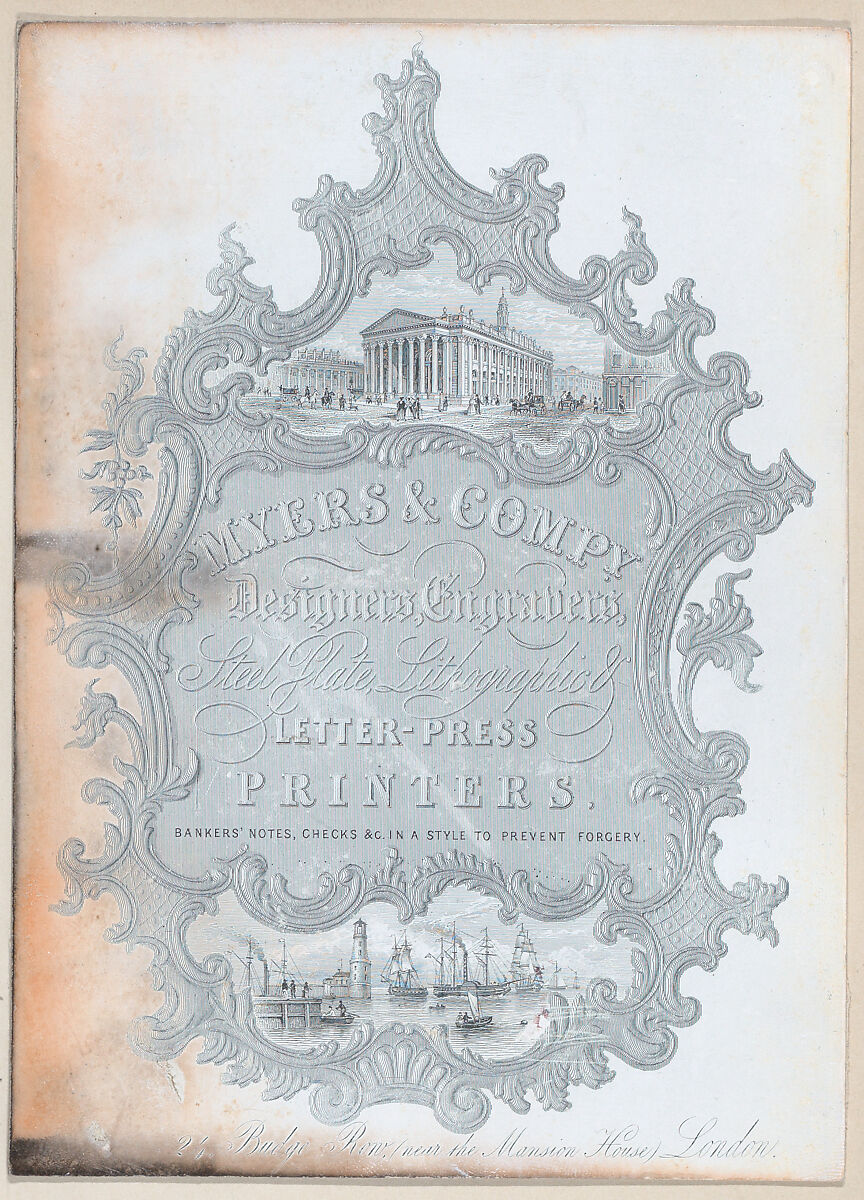 MYERS & COMPY
Designers, Engravers,
Steel Plate, Lithographic &
LETTER-PRESS
PRINTERS,
BANKERS' NOTES, CHECKS &C. IN A STYLE TO PREVENT FORGERY.
24, Budge Row, (near the Mansion House) London.